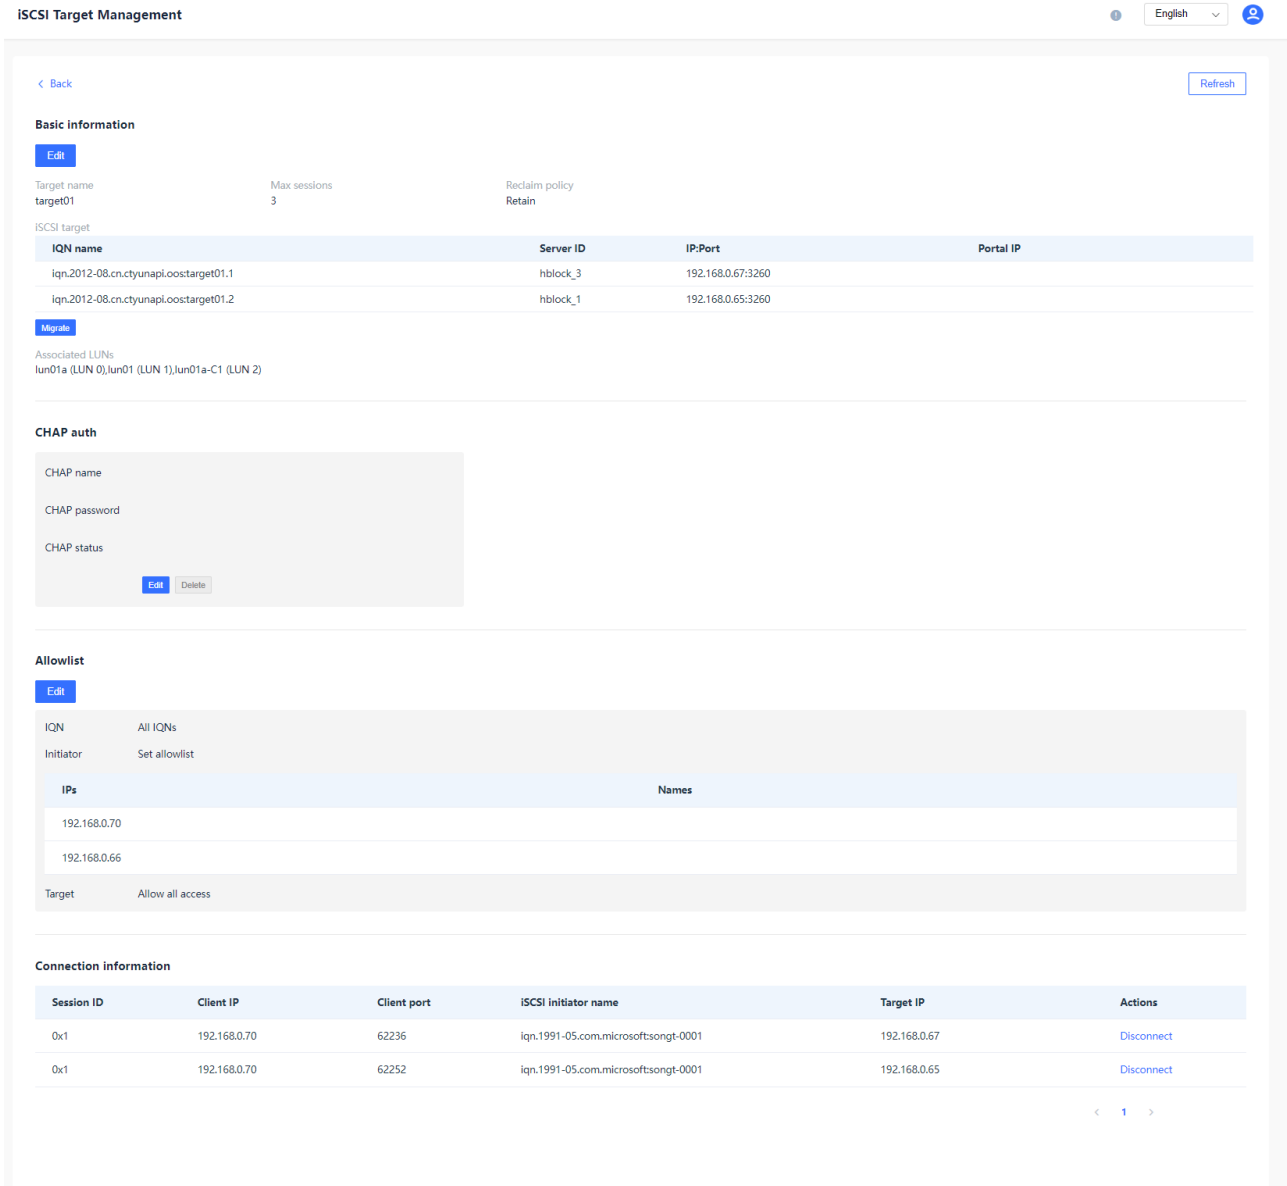 iSCSI Target Management
English
Back
Refresh
Basic information
Edit
Target name Max sessions Reclaim policy
target01 3 Retain
iSCSI target
IQN name Server ID IP:Port Portal IP
iqn.2012-08.cn.ctyunapi.oos:target01.1 hblock_3 192.168.0.67:3260
iqn.2012-08.cn.ctyunapi.oos:target01.2 hblock_1 192.168.0.65:3260
Migrate
Associated LUNs
lun01a (LUN 0),lun01 (LUN 1),lun01a-C1 (LUN 2)
CHAP auth
CHAP name
CHAP password
CHAP status
Edit Delete
Allowlist
Edit
IQN All IQNs
Initiator Set allowlist
IPs Names
192.168.0.70
192.168.0.66
Target Allow all access
Connection information
Session ID Client IP Client port iSCSI initiator name Target IP Actions
0x1 192.168.0.70 62236 iqn.1991-05.com.microsoft:songt-0001 192.168.0.67 Disconnect
0x1 192.168.0.70 62252 iqn.1991-05.com.microsoft:songt-0001 192.168.0.65 Disconnect
1